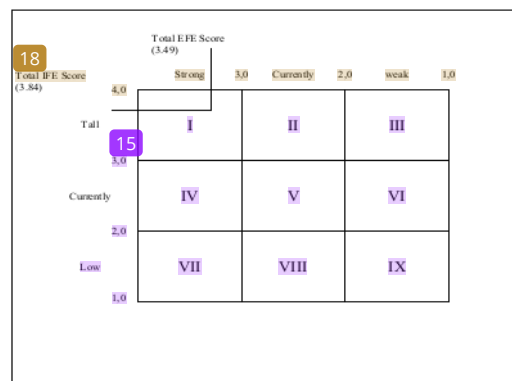 Total EFE Score
(3.49)
18
Total IFE Score
(3.84)
Strong 3,0 Currently 2,0 weak 1,0
4,0
Tall I II III
15
3,0
Currently IV V VI
2,0
Low VII VIII IX
1,0